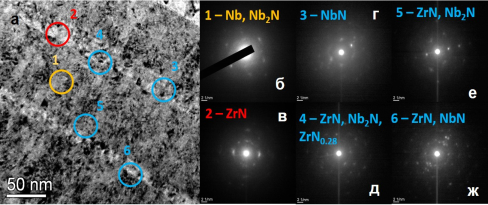 а
2
4
1
3
5
6
50 nm
1 – Nb, Nb₂N
б
3 – NbN
г
5 – ZrN, Nb₂N
е
2 – ZrN
в
4 – ZrN, Nb₂N,
ZrN₀.₂₈
д
6 – ZrN, NbN
ж